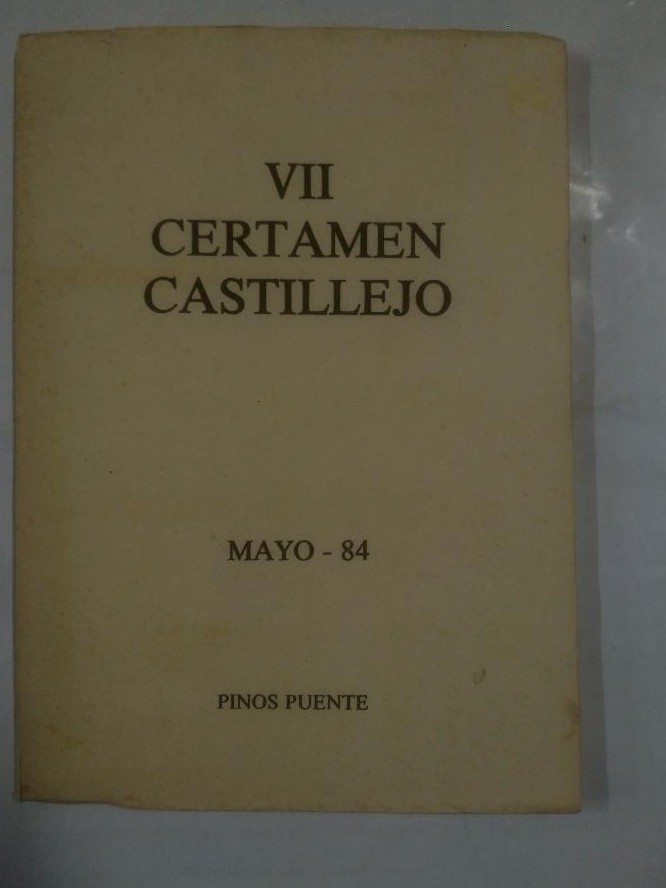 VII
CERTAMEN
CASTILLEJO
MAYO - 84
PINOS PUENTE